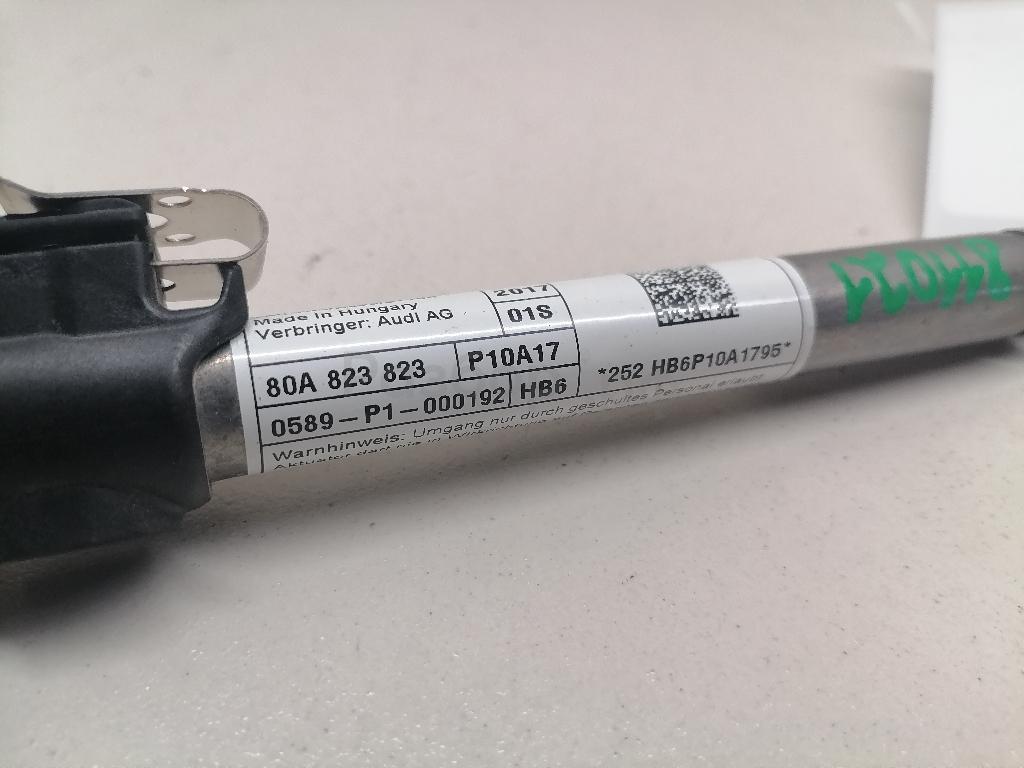 Made in Hungary
Verbringer: Audi AG
2017
01S
80A 823 823
P10A17
0589-P1-000192
HB6
Warnhinweis: Umgang nur durch geschultes Personal erlaubt
*252 HB6P10A1795*